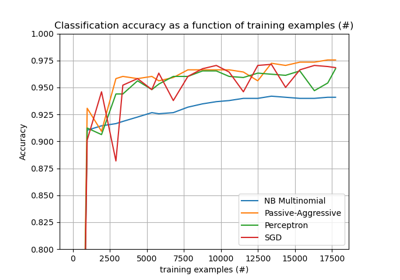 Classification accuracy as a function of training examples (#)
1.000
0.975
0.950
0.925
0.900
0.875
0.850
0.825
0.800
Accuracy
NB Multinomial
Passive-Aggressive
Perceptron
SGD
0 2500 5000 7500 10000 12500 15000 17500
training examples (#)